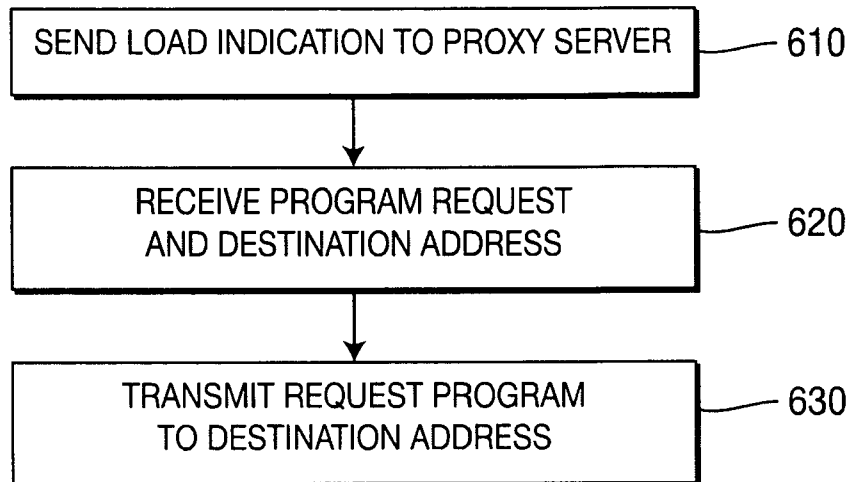 SEND LOAD INDICATION TO PROXY SERVER
610
RECEIVE PROGRAM REQUEST
AND DESTINATION ADDRESS
620
TRANSMIT REQUEST PROGRAM
TO DESTINATION ADDRESS
630